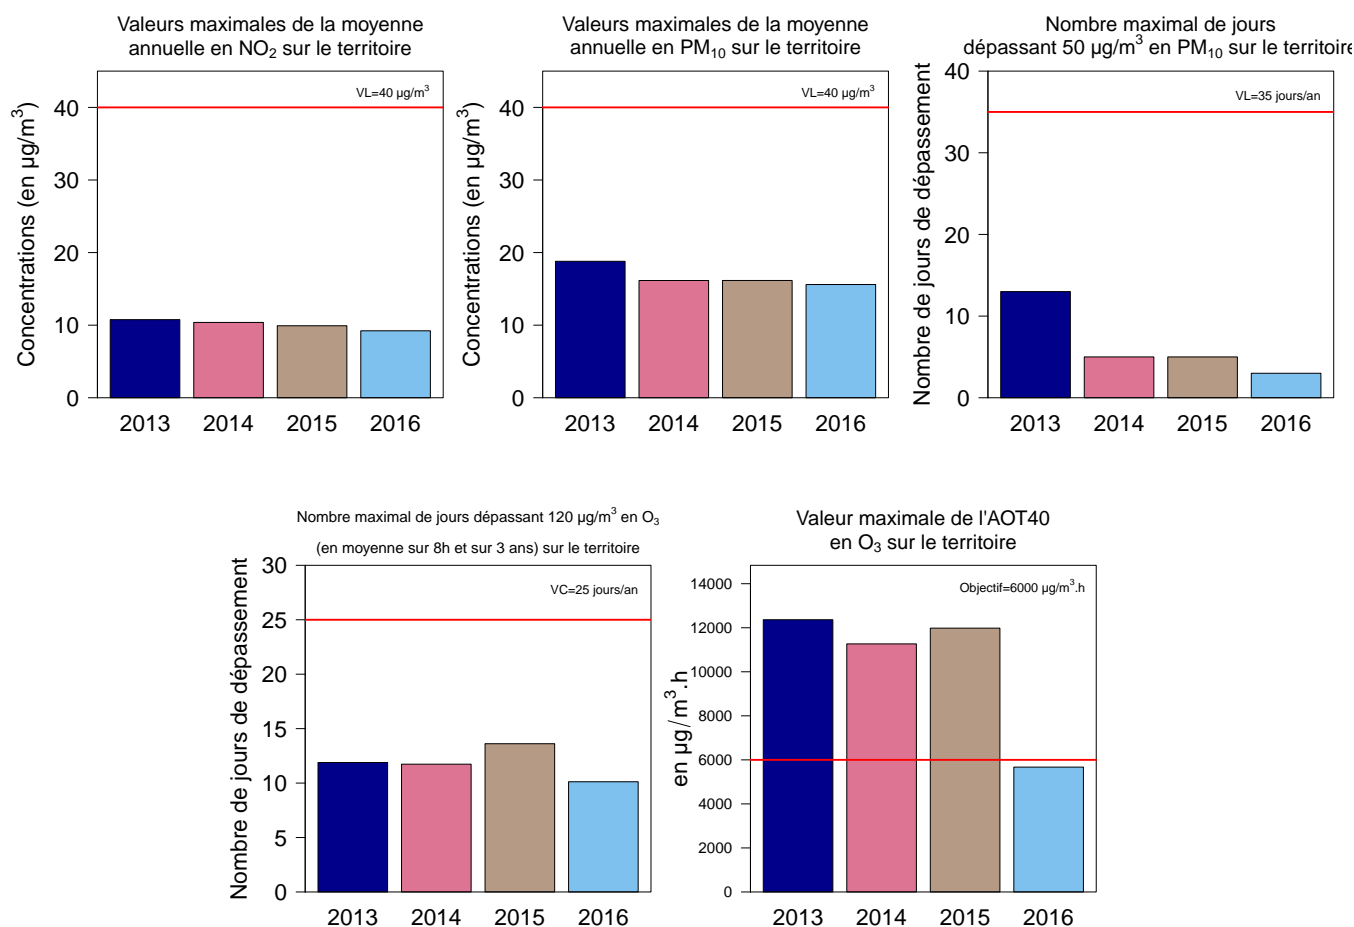 Valeurs maximales de la moyenne
annuelle en NO₂ sur le territoire
VL=40 µg/m³
Concentrations (en µg/m³)
40
30
20
10
0
2013 2014 2015 2016
Valeurs maximales de la moyenne
annuelle en PM₁₀ sur le territoire
VL=40 µg/m³
Concentrations (en µg/m³)
40
30
20
10
0
2013 2014 2015 2016
Nombre maximal de jours
dépassant 50 µg/m³ en PM₁₀ sur le territoire
VL=35 jours/an
Nombre de jours de dépassement
40
30
20
10
0
2013 2014 2015 2016
Nombre maximal de jours dépassant 120 µg/m³ en O₃
(en moyenne sur 8h et sur 3 ans) sur le territoire
VC=25 jours/an
Nombre de jours de dépassement
30
25
20
15
10
5
0
2013 2014 2015 2016
Valeur maximale de l'AOT40
en O₃ sur le territoire
Objectif=6000 µg/m³.h
en µg/m³.h
14000
12000
10000
8000
6000
4000
2000
0
2013 2014 2015 2016